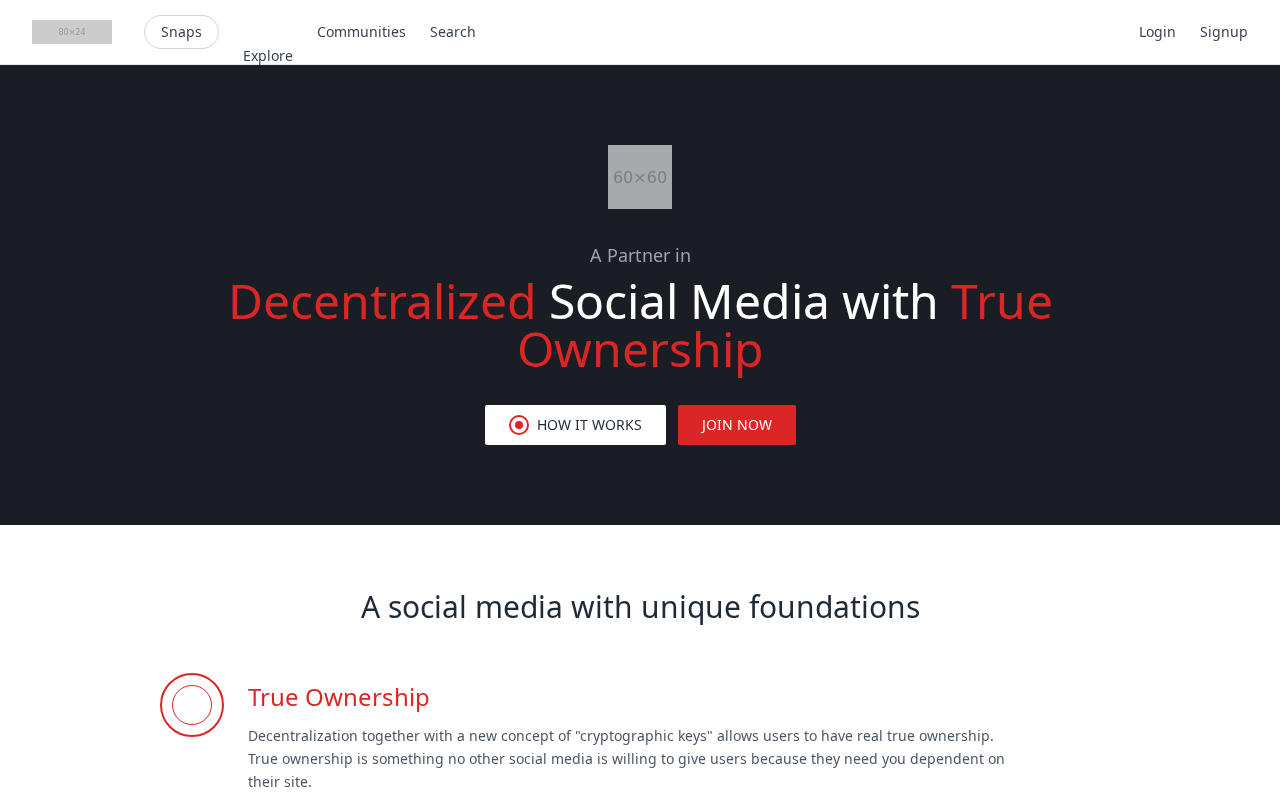 80×24
Snaps
Explore
Communities
Search
Login
Signup
60×60
A Partner in
Decentralized Social Media with True
Ownership
HOW IT WORKS
JOIN NOW
A social media with unique foundations
True Ownership
Decentralization together with a new concept of "cryptographic keys" allows users to have real true ownership.
True ownership is something no other social media is willing to give users because they need you dependent on
their site.